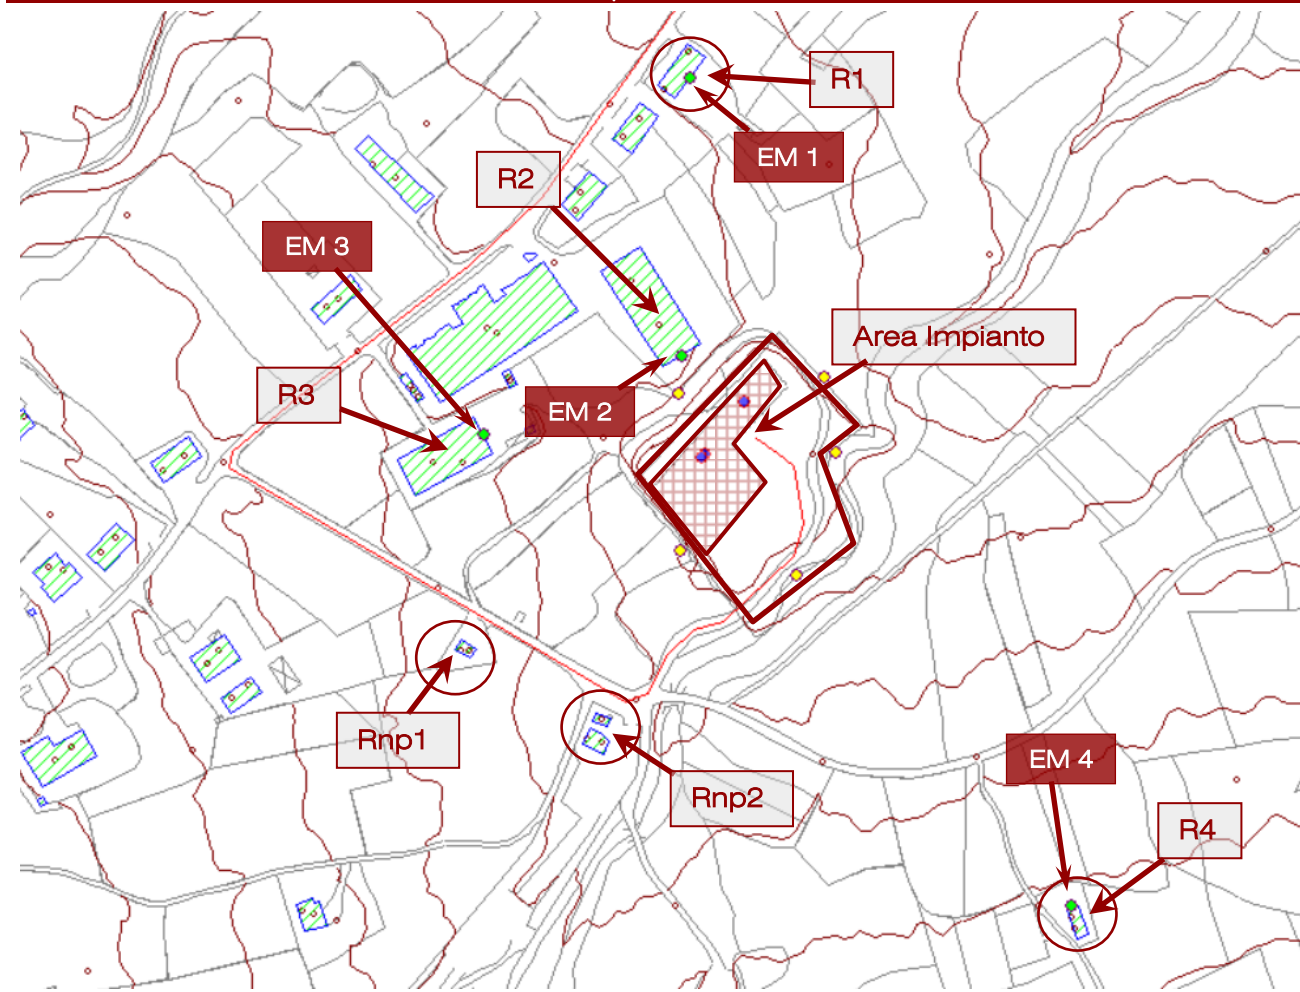 R1
EM 1
R2
EM 3
Area Impianto
R3
EM 2
Rnp1
EM 4
Rnp2
R4